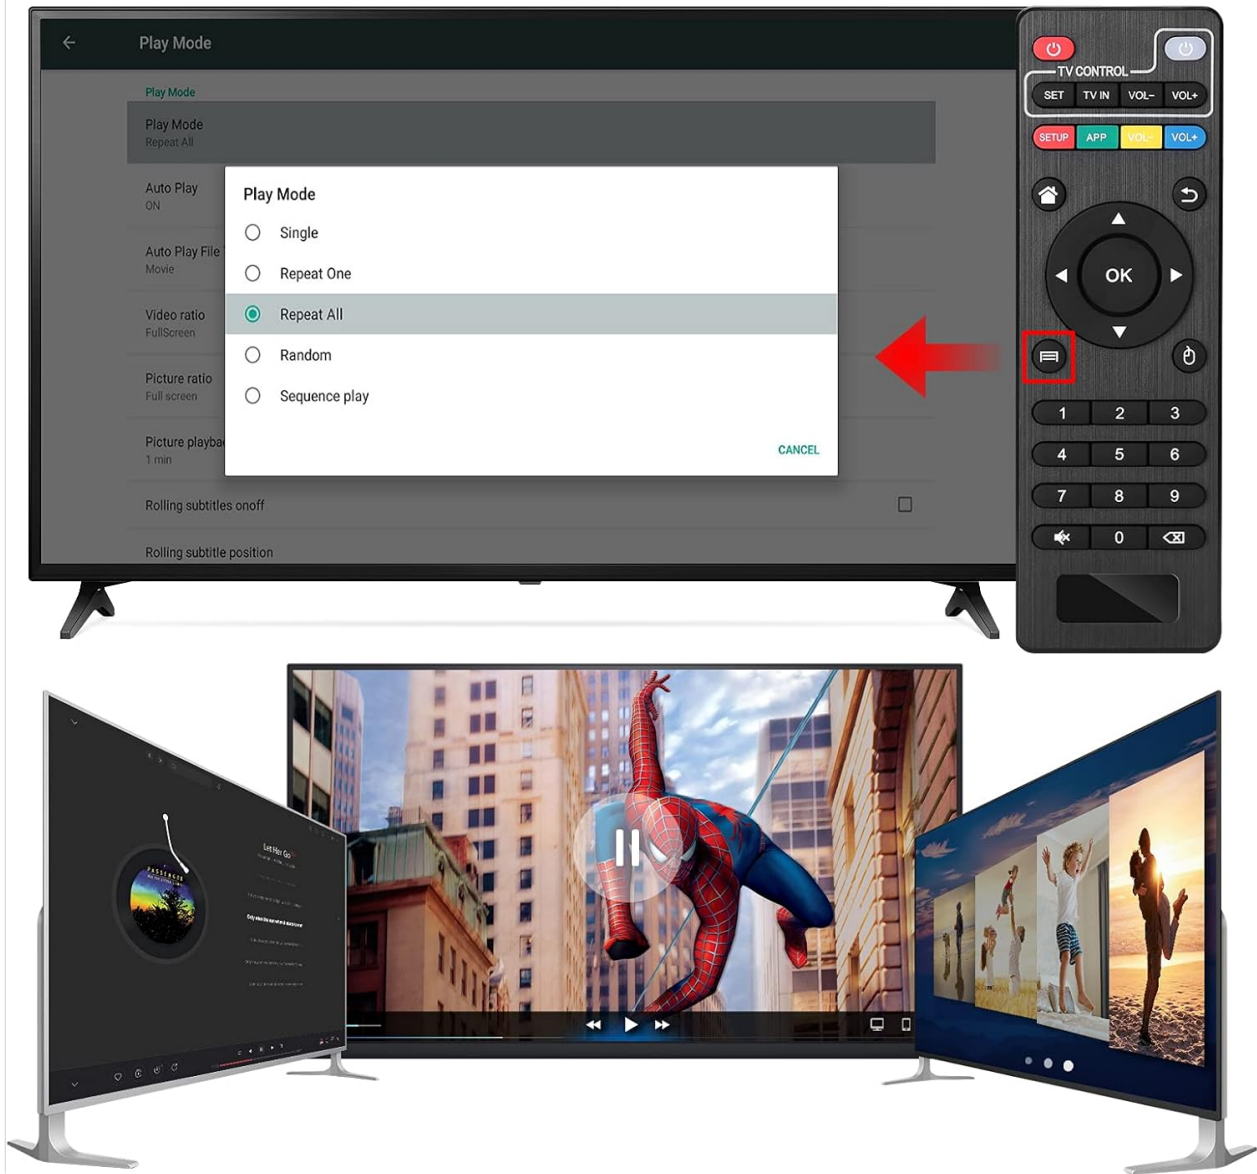 Play Mode
Play Mode
Play Mode
Repeat All
Auto Play
ON
Auto Play File
Movie
Video ratio
FullScreen
Picture ratio
Full screen
Picture playba
1 min
Rolling subtitles onoff
Rolling subtitle position
Play Mode
Single
Repeat One
Repeat All
Random
Sequence play
CANCEL
TV CONTROL
SET TV IN VOL- VOL+
SETUP APP VOL- VOL+
OK
1 2 3
4 5 6
7 8 9
0
Let Her Go
PASSENGER